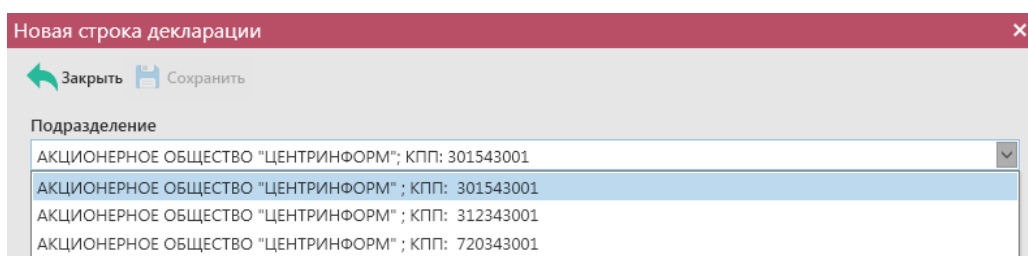 Новая строка декларации
Закрыть Сохранить
Подразделение
АКЦИОНЕРНОЕ ОБЩЕСТВО "ЦЕНТРИНФОРМ"; КПП: 301543001
АКЦИОНЕРНОЕ ОБЩЕСТВО "ЦЕНТРИНФОРМ" ; КПП: 301543001
АКЦИОНЕРНОЕ ОБЩЕСТВО "ЦЕНТРИНФОРМ" ; КПП: 312343001
АКЦИОНЕРНОЕ ОБЩЕСТВО "ЦЕНТРИНФОРМ" ; КПП: 720343001